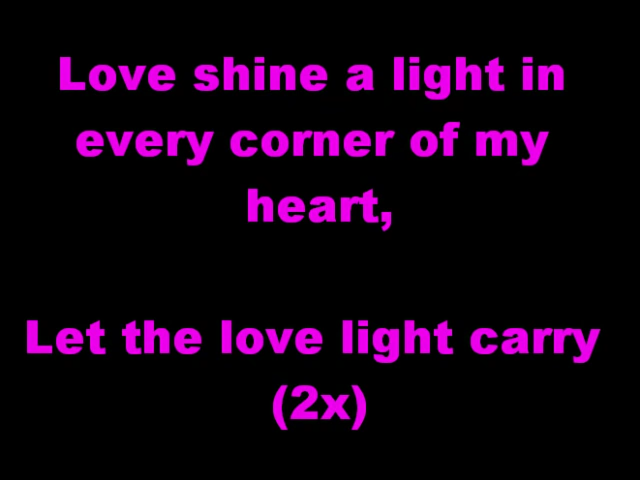 Love shine a light in
every corner of my
heart,
Let the love light carry
(2x)